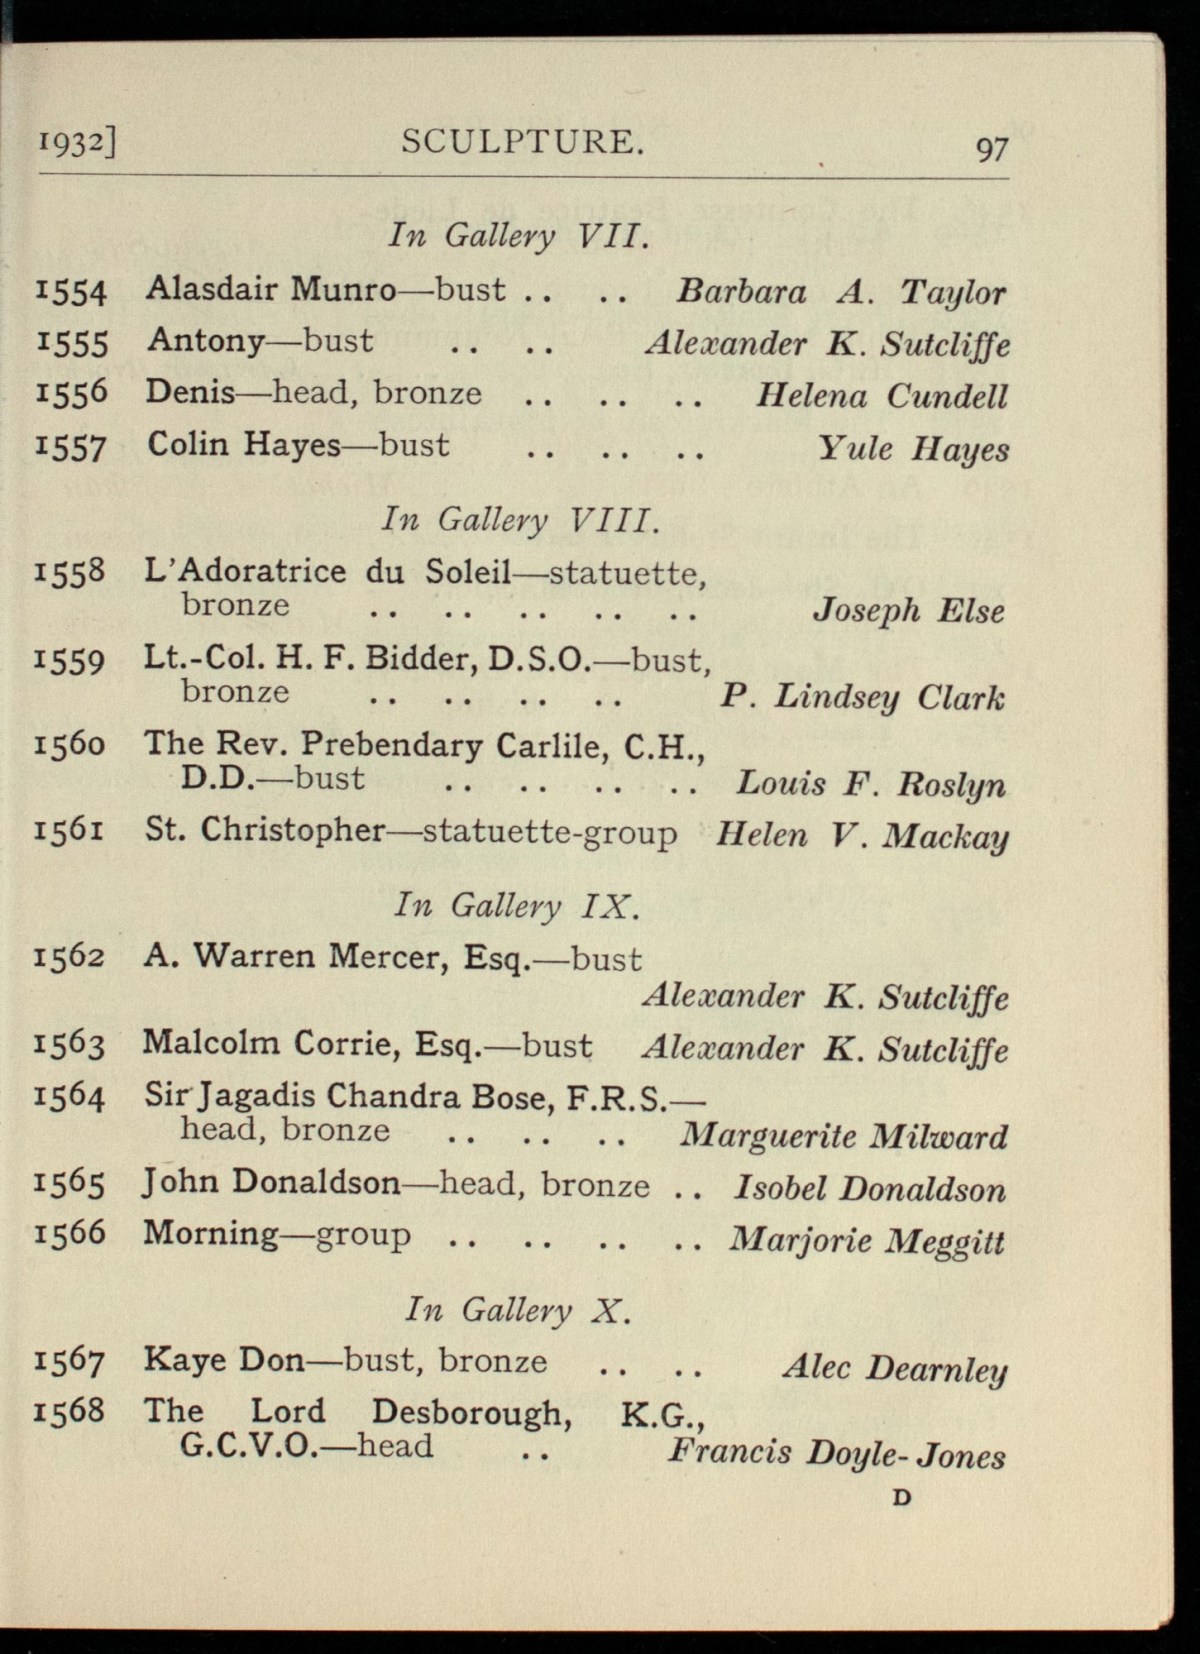 1932] SCULPTURE. 97
In Gallery VII.
1554 Alasdair Munro—bust .. .. Barbara A. Taylor
1555 Antony—bust .. .. Alexander K. Sutcliffe
1556 Denis—head, bronze .. .. .. Helena Cundell
1557 Colin Hayes—bust .. .. .. Yule Hayes
In Gallery VIII.
1558 L'Adoratrice du Soleil—statuette,
bronze .. .. .. .. .. Joseph Else
1559 Lt.-Col. H. F. Bidder, D.S.O.—bust,
bronze .. .. .. .. P. Lindsey Clark
1560 The Rev. Prebendary Carlile, C.H.,
D.D.—bust .. .. .. .. Louis F. Roslyn
1561 St. Christopher—statuette-group Helen V. Mackay
In Gallery IX.
1562 A. Warren Mercer, Esq.—bust
Alexander K. Sutcliffe
1563 Malcolm Corrie, Esq.—bust Alexander K. Sutcliffe
1564 Sir Jagadis Chandra Bose, F.R.S.—
head, bronze .. .. .. Marguerite Milward
1565 John Donaldson—head, bronze .. Isobel Donaldson
1566 Morning—group .. .. .. .. Marjorie Meggitt
In Gallery X.
1567 Kaye Don—bust, bronze .. .. Alec Dearnley
1568 The Lord Desborough, K.G.,
G.C.V.O.—head .. Francis Doyle-Jones
D